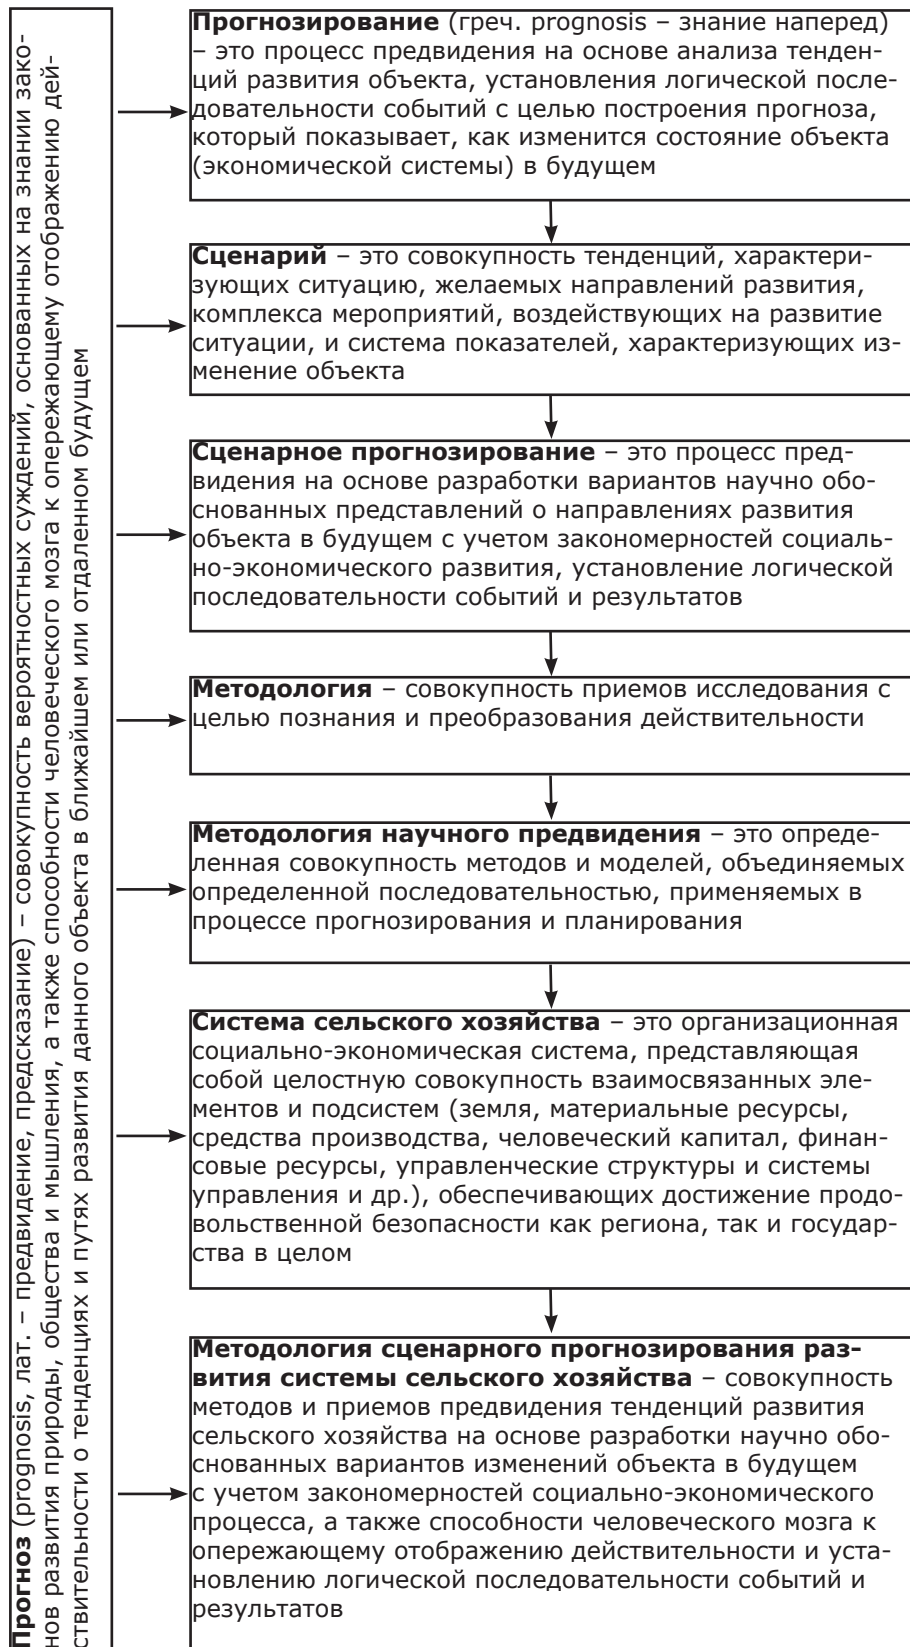 Прогноз (prognosis, лат. – предвидение, предсказание) – совокупность вероятностных суждений, основанных на знании зако-
нов развития природы, общества и мышления, а также способности человеческого мозга к опережающему отображению дей-
ствительности о тенденциях и путях развития данного объекта в ближайшем или отдаленном будущем
Прогнозирование (греч. prognosis – знание наперед)
– это процесс предвидения на основе анализа тенден-
ций развития объекта, установления логической после-
довательности событий с целью построения прогноза,
который показывает, как изменится состояние объекта
(экономической системы) в будущем
Сценарий – это совокупность тенденций, характери-
зующих ситуацию, желаемых направлений развития,
комплекса мероприятий, воздействующих на развитие
ситуации, и система показателей, характеризующих из-
менение объекта
Сценарное прогнозирование – это процесс пред-
видения на основе разработки вариантов научно обо-
снованных представлений о направлениях развития
объекта в будущем с учетом закономерностей социаль-
но-экономического развития, установление логической
последовательности событий и результатов
Методология – совокупность приемов исследования с
целью познания и преобразования действительности
Методология научного предвидения – это опреде-
ленная совокупность методов и моделей, объединяемых
определенной последовательностью, применяемых в
процессе прогнозирования и планирования
Система сельского хозяйства – это организационная
социально-экономическая система, представляющая
собой целостную совокупность взаимосвязанных эле-
ментов и подсистем (земля, материальные ресурсы,
средства производства, человеческий капитал, финан-
совые ресурсы, управленческие структуры и системы
управления и др.), обеспечивающих достижение продо-
вольственной безопасности как региона, так и государ-
ства в целом
Методология сценарного прогнозирования раз-
вития системы сельского хозяйства – совокупность
методов и приемов предвидения тенденций развития
сельского хозяйства на основе разработки научно обо-
снованных вариантов изменений объекта в будущем
с учетом закономерностей социально-экономического
процесса, а также способности человеческого мозга к
опережающему отображению действительности и уста-
новлению логической последовательности событий и
результатов